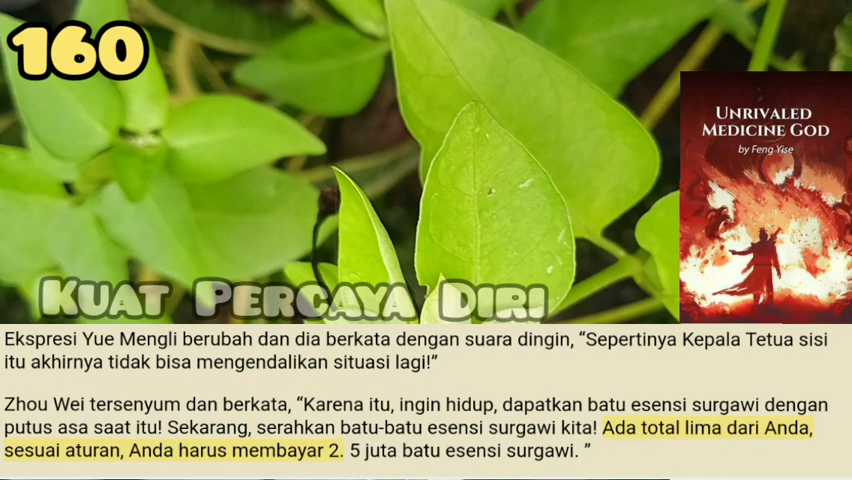 160
UNRIVALED
MEDICINE GOD
by Feng Yise
KUAT PERCAYA DIRI
Ekspresi Yue Mengli berubah dan dia berkata dengan suara dingin, “Sepertinya Kepala Tetua sisi
itu akhirnya tidak bisa mengendalikan situasi lagi!”
Zhou Wei tersenyum dan berkata, “Karena itu, ingin hidup, dapatkan batu esensi surgawi dengan
putus asa saat itu! Sekarang, serahkan batu-batu esensi surgawi kita! Ada total lima dari Anda,
sesuai aturan, Anda harus membayar 2. 5 juta batu esensi surgawi. ”